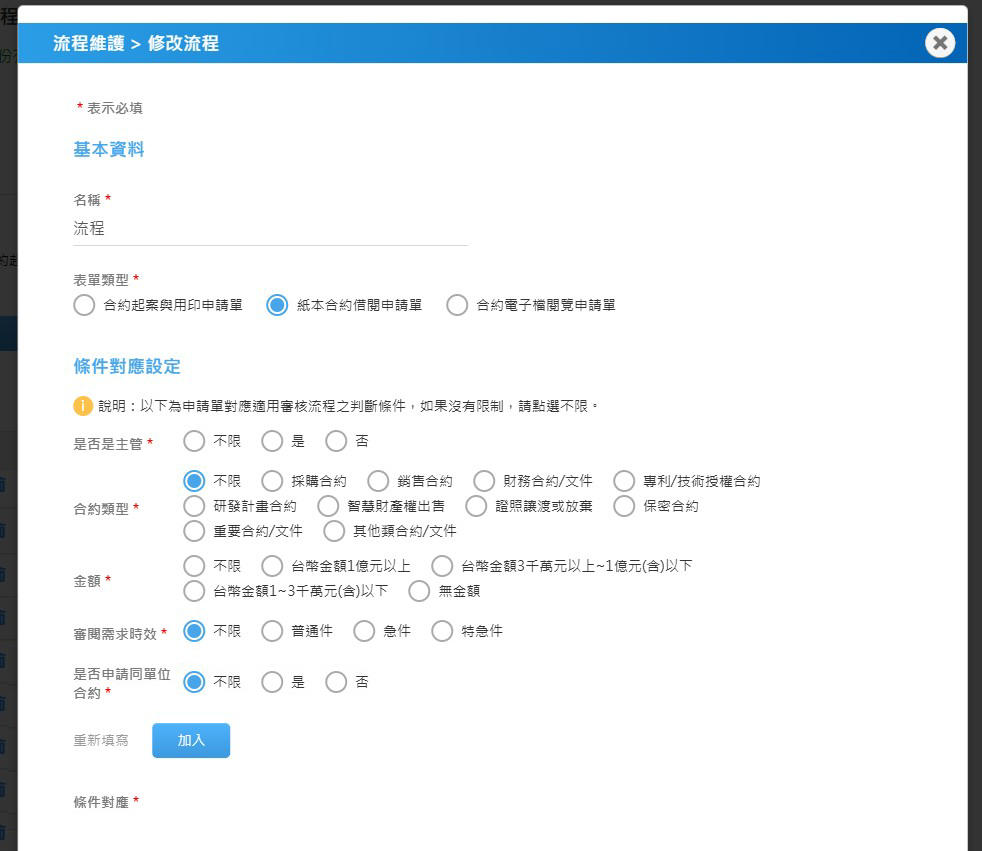 流程維護 > 修改流程
* 表示必填
基本資料
名稱 *
流程
表單類型 *
合約起案與用印申請單 紙本合約借閱申請單 合約電子檔閱覽申請單
條件對應設定
說明：以下為申請單對應適用審核流程之判斷條件，如果沒有限制，請點選不限。
是否是主管 * 不限 是 否
合約類型 * 不限 採購合約 銷售合約 財務合約/文件 專利/技術授權合約
研發計畫合約 智慧財產權出售 證照讓渡或放棄 保密合約
重要合約/文件 其他類合約/文件
金額 * 不限 台幣金額1億元以上 台幣金額3千萬元以上~1億元(含)以下
台幣金額1~3千萬元(含)以下 無金額
審閱需求時效 * 不限 普通件 急件 特急件
是否申請同單位
合約 * 不限 是 否
重新填寫 加入
條件對應 *